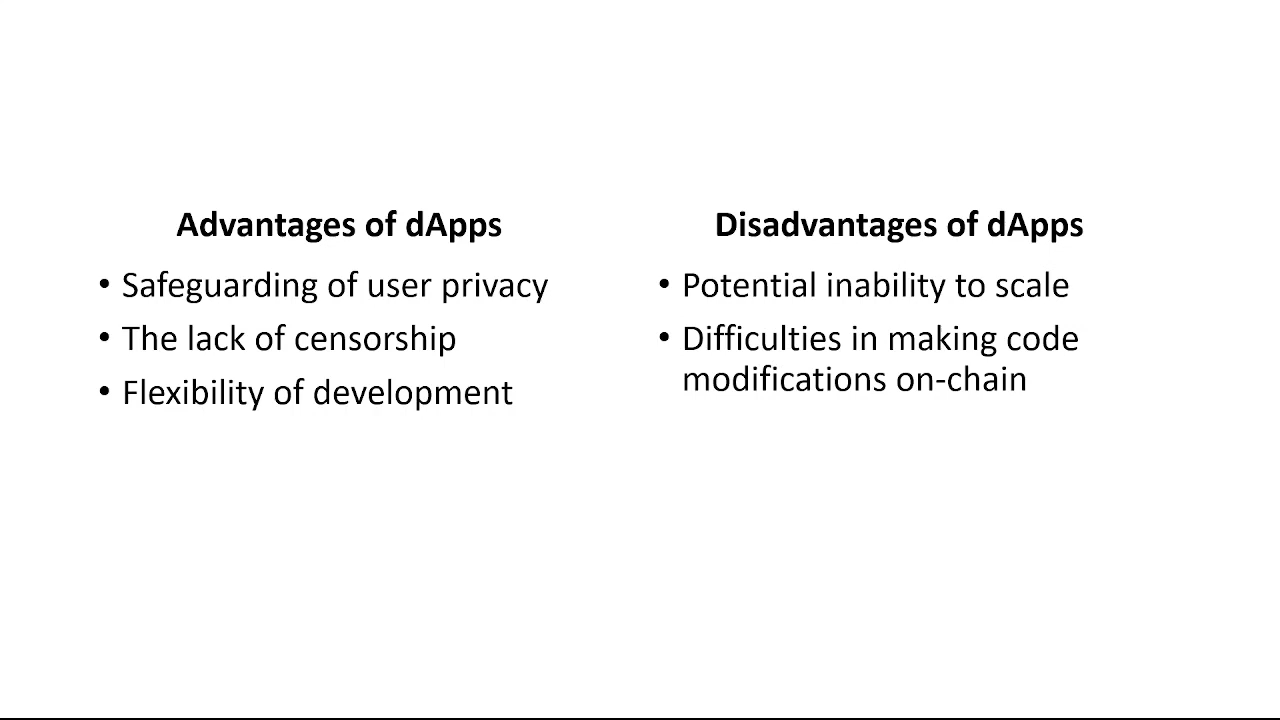 Advantages of dApps
• Safeguarding of user privacy
• The lack of censorship
• Flexibility of development
Disadvantages of dApps
• Potential inability to scale
• Difficulties in making code
modifications on-chain